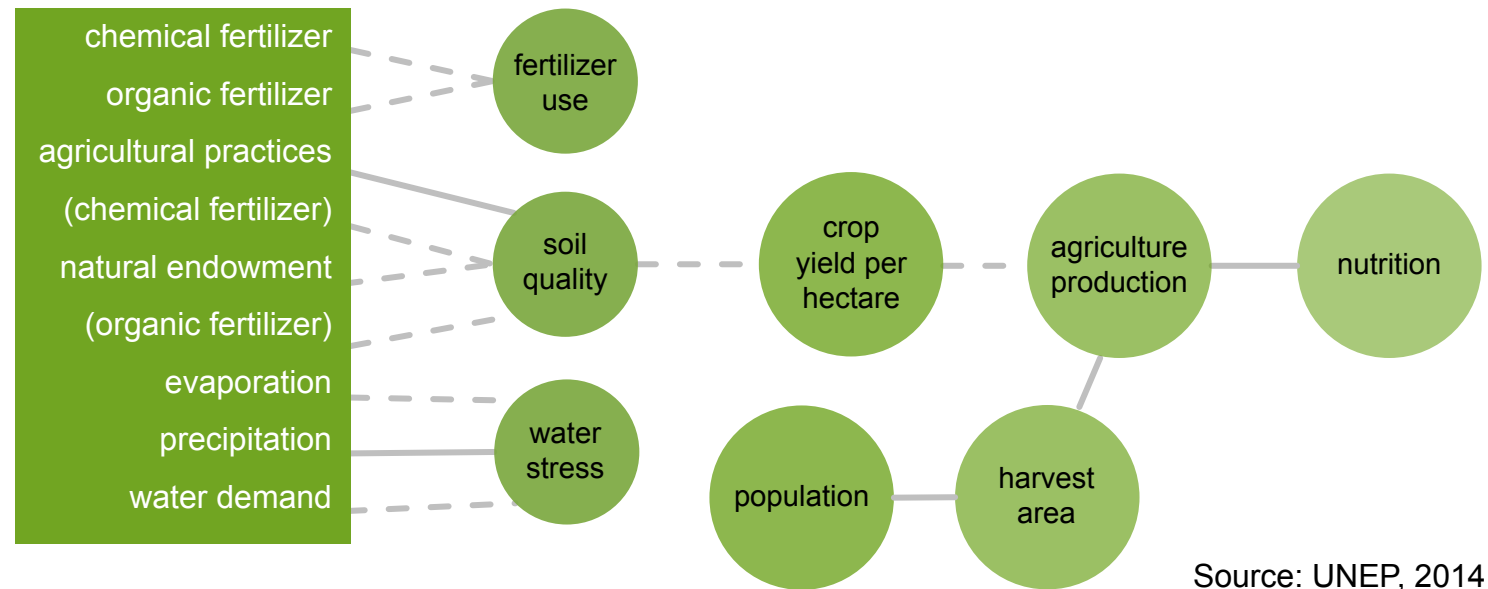 chemical fertilizer
organic fertilizer
agricultural practices
(chemical fertilizer)
natural endowment
(organic fertilizer)
evaporation
precipitation
water demand
fertilizer
use
soil
quality
water
stress
crop
yield per
hectare
agriculture
production
nutrition
population
harvest
area
Source: UNEP, 2014